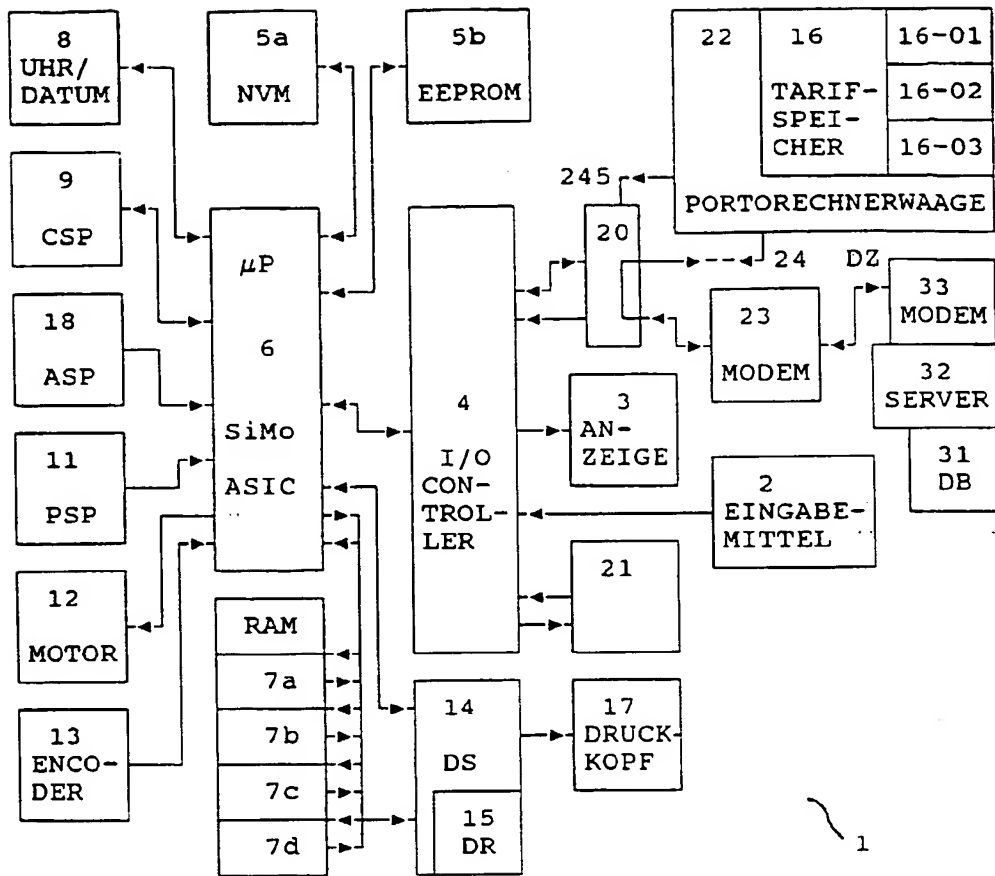 8
UHR/
DATUM
5a
NVM
5b
EEPROM
22
16
TARIF-
SPEI-
CHER
16-01
16-02
16-03
PORTORECHNERWAAGE
9
CSP
18
ASP
11
PSP
12
MOTOR
13
ENCO-
DER
µP
6
SiMo
ASIC
RAM
7a
7b
7c
7d
4
I/O
CON-
TROL-
LER
245
20
24
DZ
23
MODEM
33
MODEM
32
SERVER
31
DB
3
AN-
ZEIGE
2
EINGABE-
MITTEL
21
14
DS
15
DR
17
DRUCK-
KOPF
1